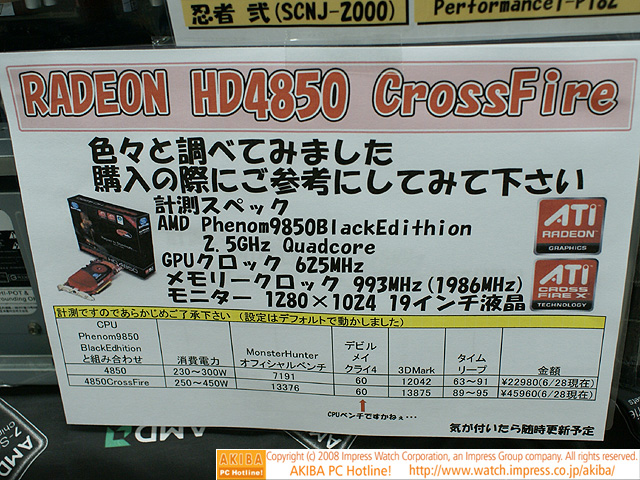 忍者 弐(SCNJ-2000)
RADEON HD4850 CrossFire
色々と調べてみました
購入の際にご参考にしてみて下さい
計測スペック
AMD Phenom9850BlackEdithion
2.5GHz Quadcore
GPUクロック 625MHz
メモリークロック 993MHz(1986MHz)
モニター 1280×1024 19インチ液晶
ATi
RADEON
GRAPHICS
ATi
CROSS
FIRE X
TECHNOLOGY
計測ですのであらかじめご了承下さい (設定はデフォルトで動かしました)
CPU Phenom9850 BlackEdhition と組み合わせ 消費電力 MonsterHunter オフィシャルベンチ デビル メイ クライ4 3DMark タイム リープ 金額
4850 230〜300W 7191 60 12042 63〜91 ¥22980(6/28現在)
4850CrossFire 250〜450W 13376 60 13875 89〜95 ¥45960(6/28現在)
CPUベンチですかねぇ…
気が付いたら随時更新予定
AMD
AMD
AKIBA
PC Hotline!
Copyright (c) 2008 Impress Watch Corporation, an Impress Group company. All rights reserved.
AKIBA PC Hotline! http://www.watch.impress.co.jp/akiba/